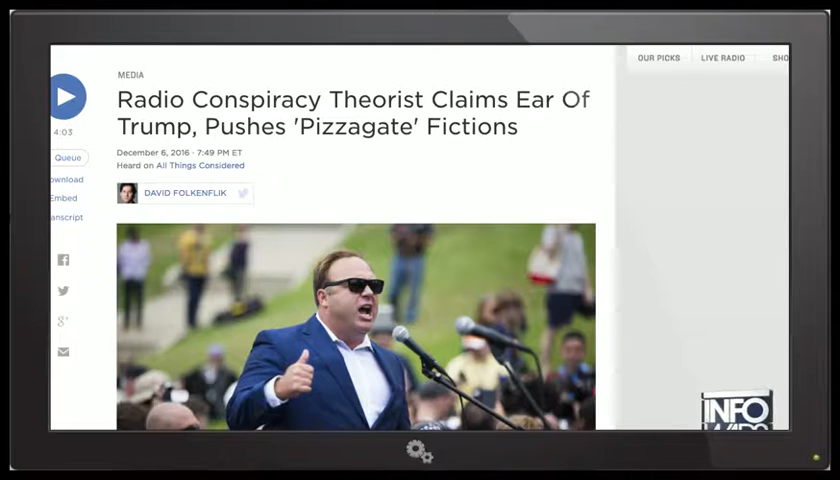 OUR PICKS LIVE RADIO SHO
MEDIA
Radio Conspiracy Theorist Claims Ear Of
Trump, Pushes 'Pizzagate' Fictions
4:03
December 6, 2016 · 7:49 PM ET
Queue
Heard on All Things Considered
ownload
DAVID FOLKENFLIK
Embed
anscript
g+
INFO
WARS